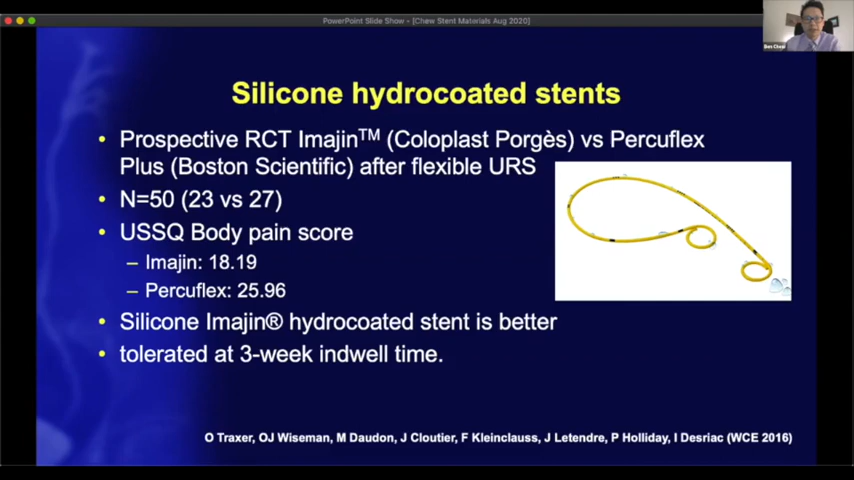 PowerPoint Slide Show - [Chew Stent Materials Aug 2020]
Silicone hydrocoated stents
• Prospective RCT Imajin™ (Coloplast Porgès) vs Percuflex
Plus (Boston Scientific) after flexible URS
• N=50 (23 vs 27)
• USSQ Body pain score
– Imajin: 18.19
– Percuflex: 25.96
• Silicone Imajin® hydrocoated stent is better
• tolerated at 3-week indwell time.
O Traxer, OJ Wiseman, M Daudon, J Cloutier, F Kleinclauss, J Letendre, P Holliday, I Desriac (WCE 2016)
Ben Chew